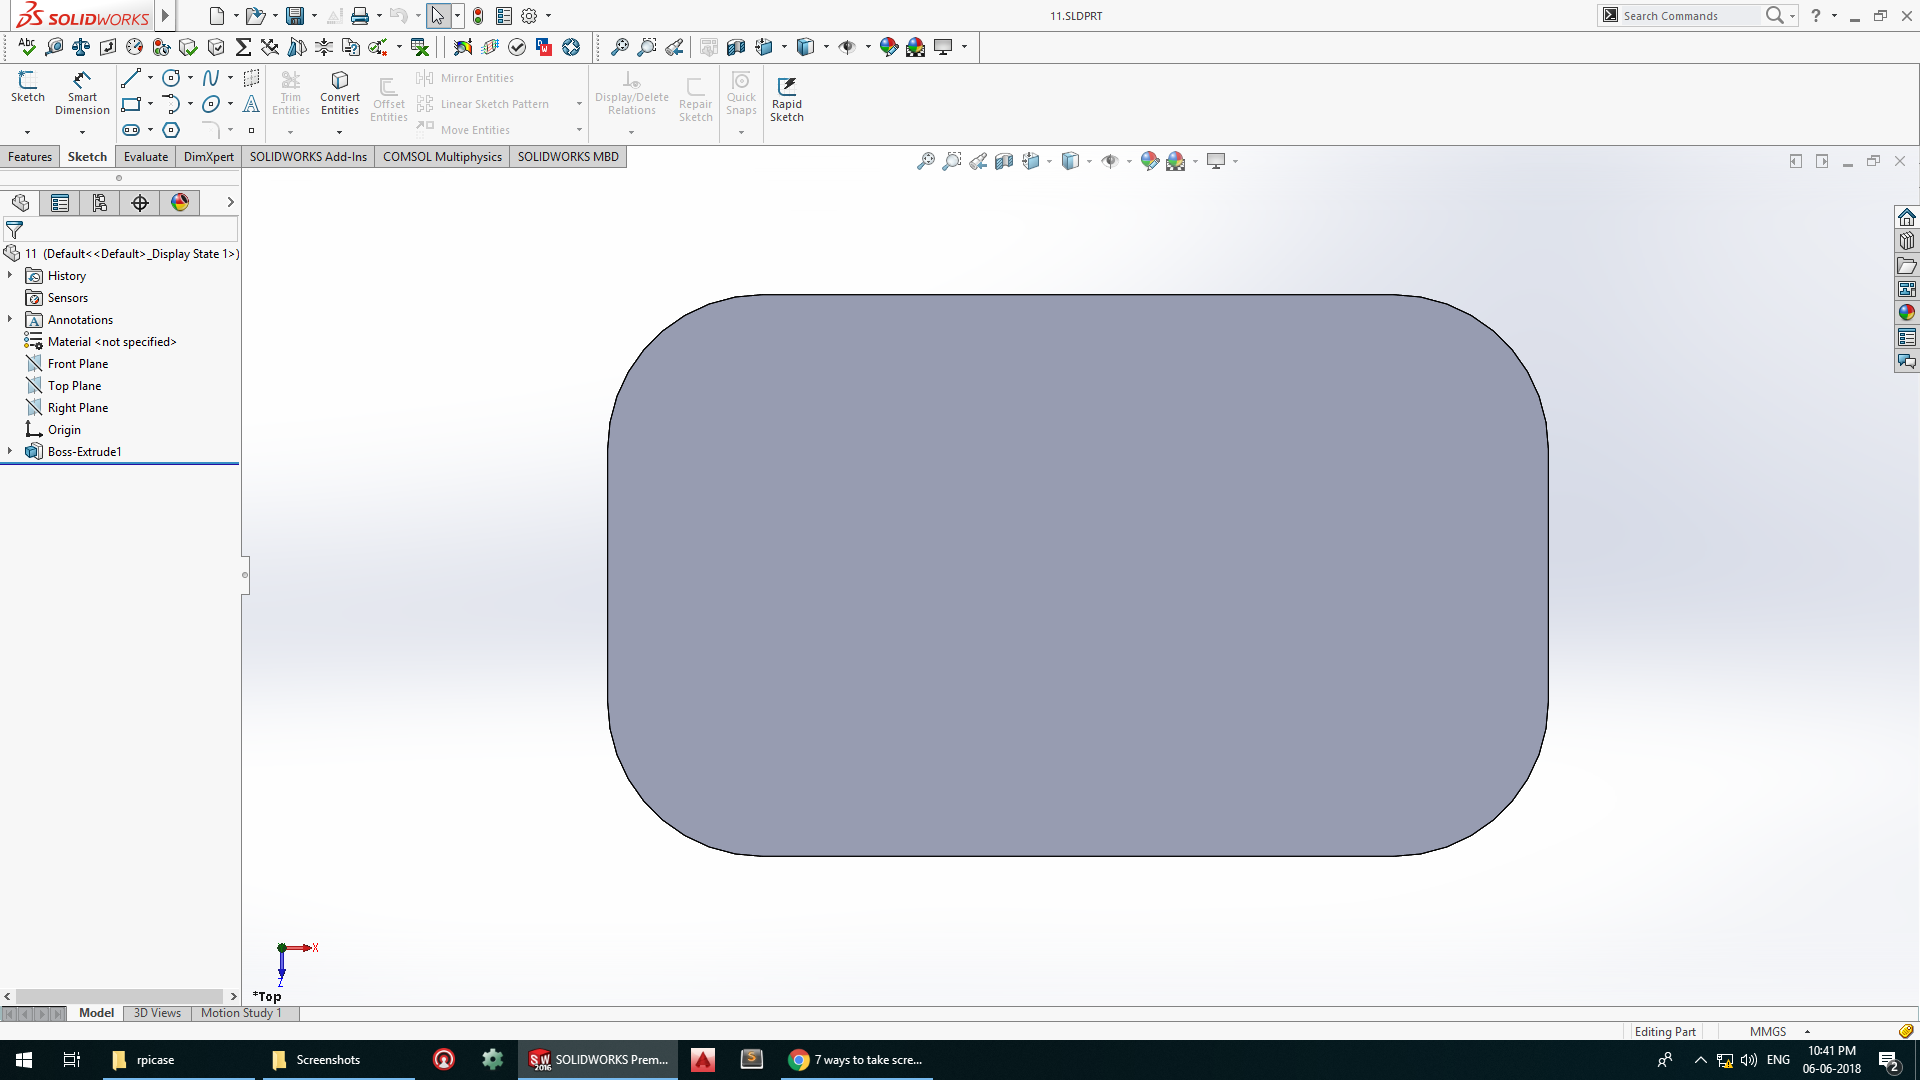 SOLIDWORKS
11.SLDPRT
Search Commands
?
Abc
Sketch
Smart Dimension
Trim Entities
Convert Entities
Offset Entities
Mirror Entities
Linear Sketch Pattern
Move Entities
Display/Delete Relations
Repair Sketch
Quick Snaps
Rapid Sketch
Features
Sketch
Evaluate
DimXpert
SOLIDWORKS Add-Ins
COMSOL Multiphysics
SOLIDWORKS MBD
11 (Default<<Default>_Display State 1>)
History
Sensors
Annotations
Material <not specified>
Front Plane
Top Plane
Right Plane
Origin
Boss-Extrude1
X
Z
*Top
Model
3D Views
Motion Study 1
Editing Part
MMGS
rpicase
Screenshots
SW 2016
SOLIDWORKS Prem...
7 ways to take scre...
ENG
10:41 PM
06-06-2018
2